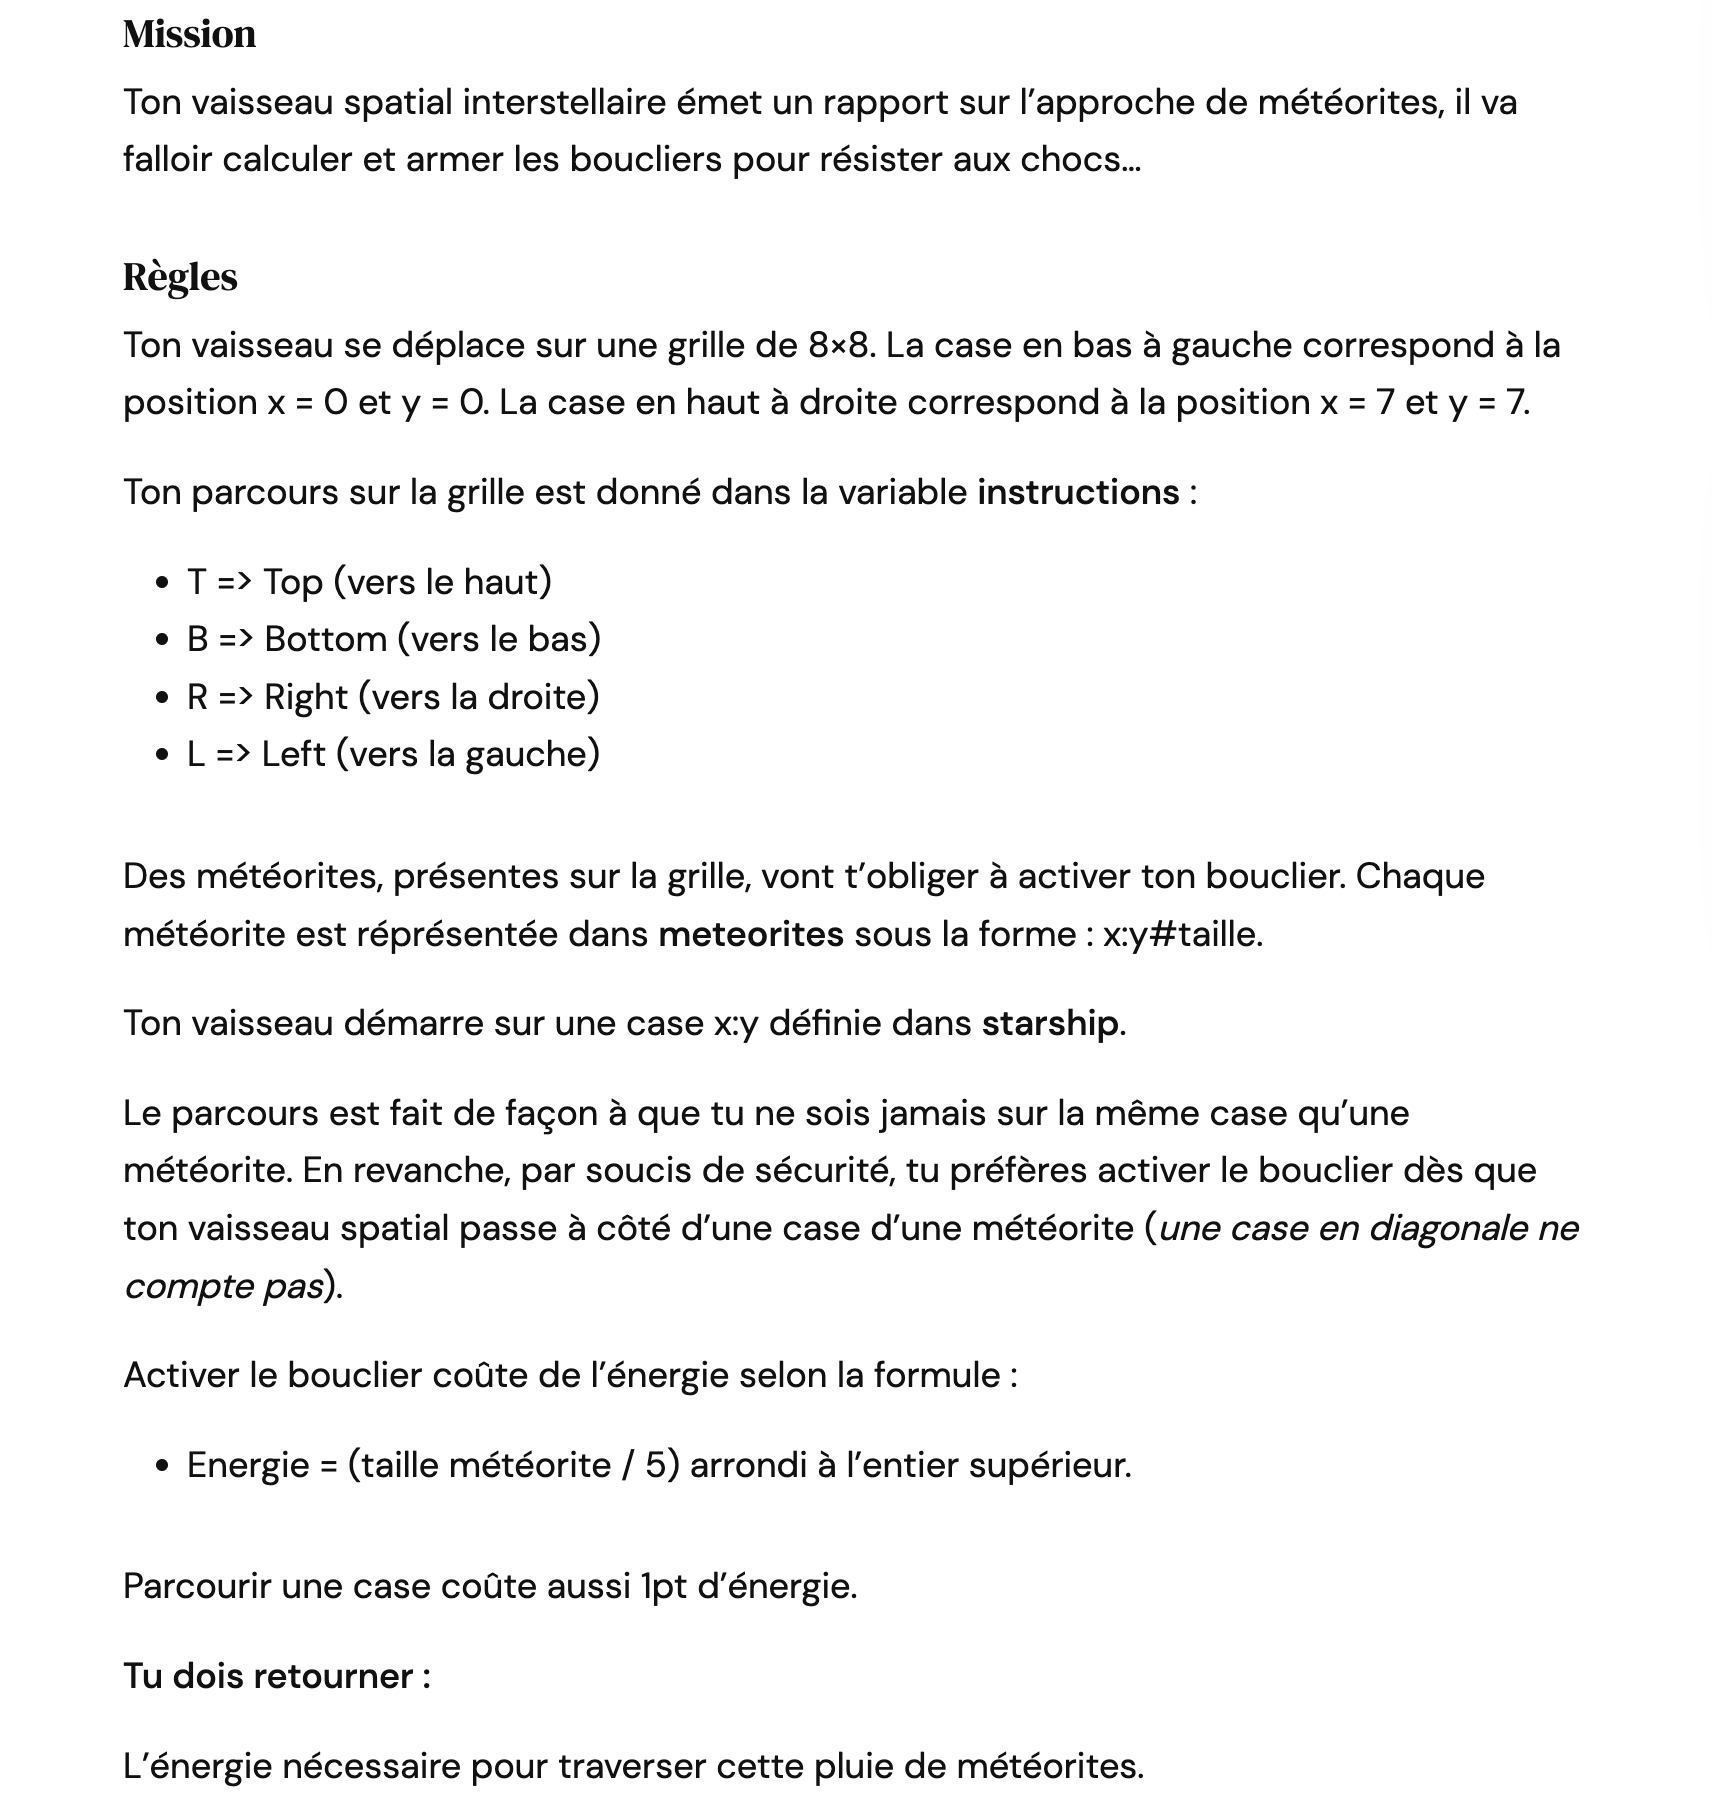 Mission
Ton vaisseau spatial interstellaire émet un rapport sur l’approche de météorites, il va
falloir calculer et armer les boucliers pour résister aux chocs…
Règles
Ton vaisseau se déplace sur une grille de 8×8. La case en bas à gauche correspond à la
position x = 0 et y = 0. La case en haut à droite correspond à la position x = 7 et y = 7.
Ton parcours sur la grille est donné dans la variable instructions :
• T => Top (vers le haut)
• B => Bottom (vers le bas)
• R => Right (vers la droite)
• L => Left (vers la gauche)
Des météorites, présentes sur la grille, vont t’obliger à activer ton bouclier. Chaque
météorite est réprésentée dans meteorites sous la forme : x:y#taille.
Ton vaisseau démarre sur une case x:y définie dans starship.
Le parcours est fait de façon à que tu ne sois jamais sur la même case qu’une
météorite. En revanche, par soucis de sécurité, tu préfères activer le bouclier dès que
ton vaisseau spatial passe à côté d’une case d’une météorite (une case en diagonale ne
compte pas).
Activer le bouclier coûte de l’énergie selon la formule :
• Energie = (taille météorite / 5) arrondi à l’entier supérieur.
Parcourir une case coûte aussi 1pt d’énergie.
Tu dois retourner :
L’énergie nécessaire pour traverser cette pluie de météorites.